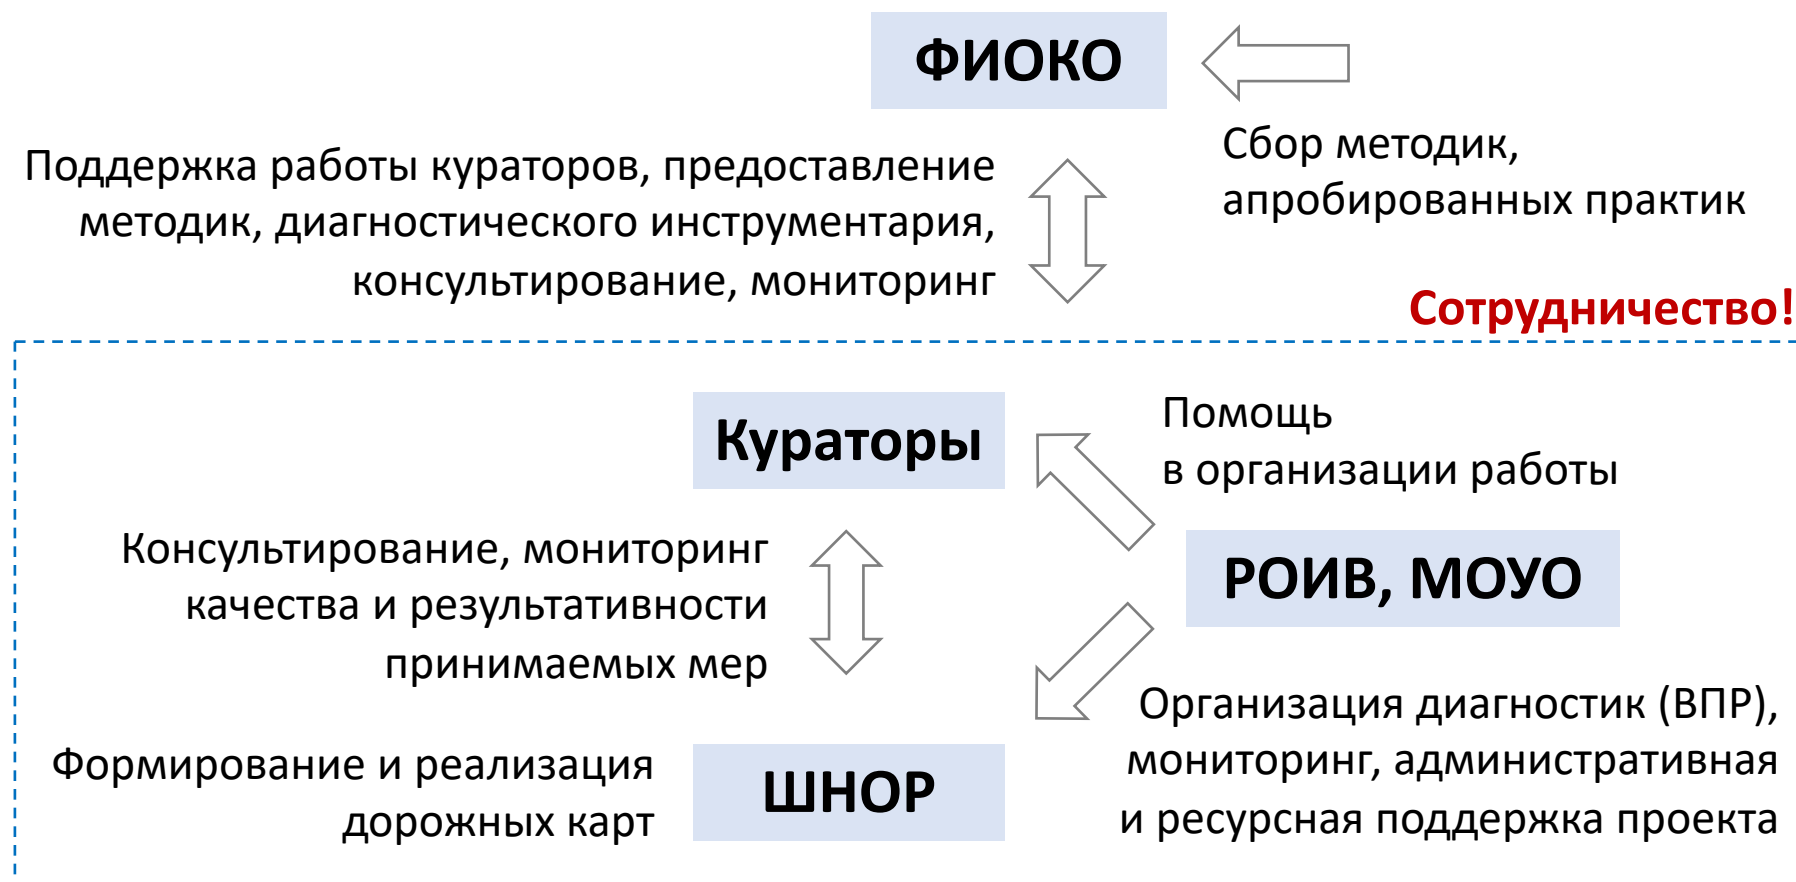 ФИОКО
Сбор методик,
апробированных практик
Поддержка работы кураторов, предоставление
методик, диагностического инструментария,
консультирование, мониторинг
Сотрудничество!
Кураторы
Помощь
в организации работы
РОИВ, МОУО
Консультирование, мониторинг
качества и результативности
принимаемых мер
Организация диагностик (ВПР),
мониторинг, административная
и ресурсная поддержка проекта
Формирование и реализация
дорожных карт
ШНОР